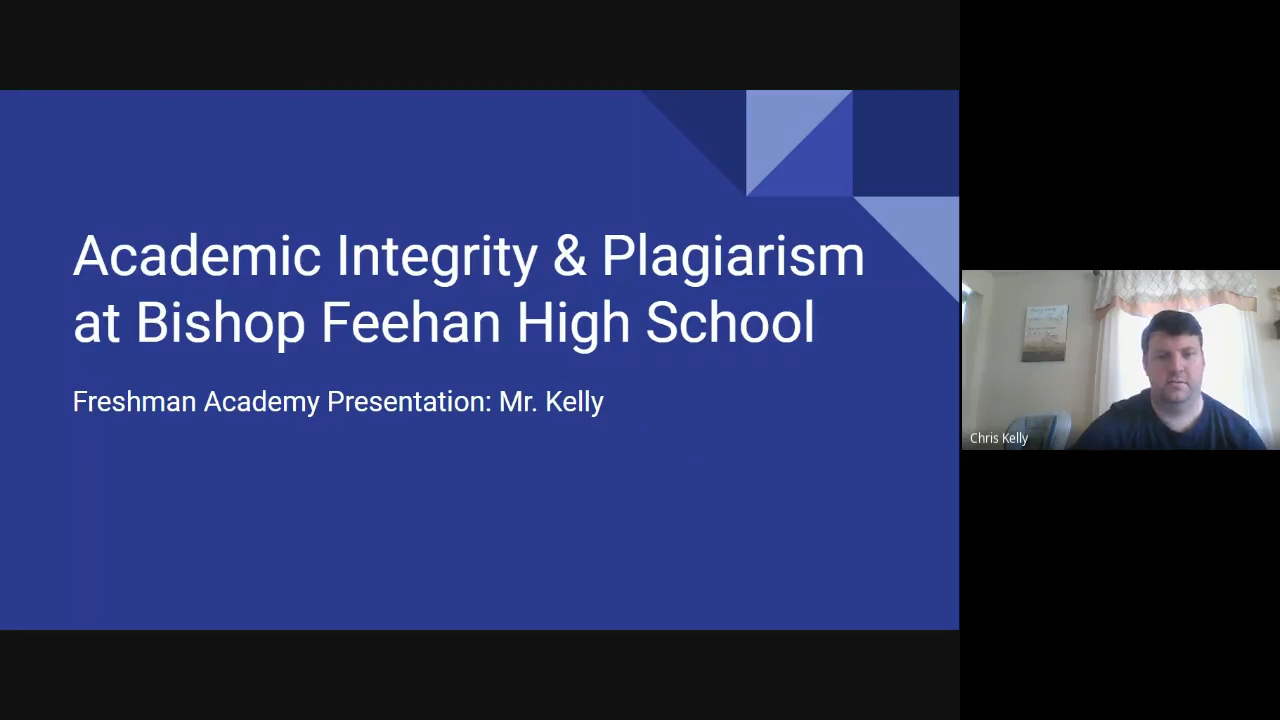 Academic Integrity & Plagiarism
at Bishop Feehan High School
Freshman Academy Presentation: Mr. Kelly
Chris Kelly